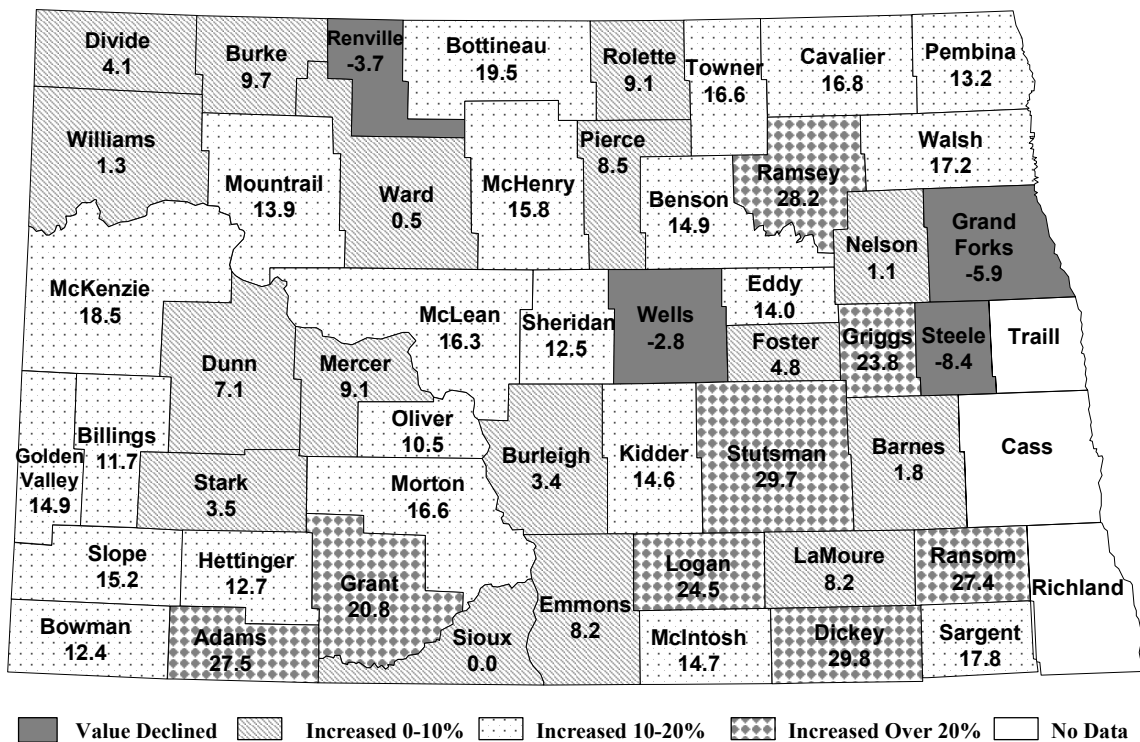 Divide
4.1
Burke
9.7
Renville
-3.7
Bottineau
19.5
Rolette
9.1
Towner
16.6
Cavalier
16.8
Pembina
13.2
Williams
1.3
Mountrail
13.9
Ward
0.5
McHenry
15.8
Pierce
8.5
Benson
14.9
Ramsey
28.2
Walsh
17.2
Nelson
1.1
Grand
Forks
-5.9
McKenzie
18.5
Dunn
7.1
Mercer
9.1
McLean
16.3
Sheridan
12.5
Wells
-2.8
Eddy
14.0
Foster
4.8
Griggs
23.8
Steele
-8.4
Traill
Golden
Valley
14.9
Billings
11.7
Stark
3.5
Oliver
10.5
Morton
16.6
Burleigh
3.4
Kidder
14.6
Stutsman
29.7
Barnes
1.8
Cass
Slope
15.2
Hettinger
12.7
Grant
20.8
Logan
24.5
LaMoure
8.2
Ransom
27.4
Richland
Bowman
12.4
Adams
27.5
Sioux
0.0
Emmons
8.2
McIntosh
14.7
Dickey
29.8
Sargent
17.8
Value Declined
Increased 0-10%
Increased 10-20%
Increased Over 20%
No Data